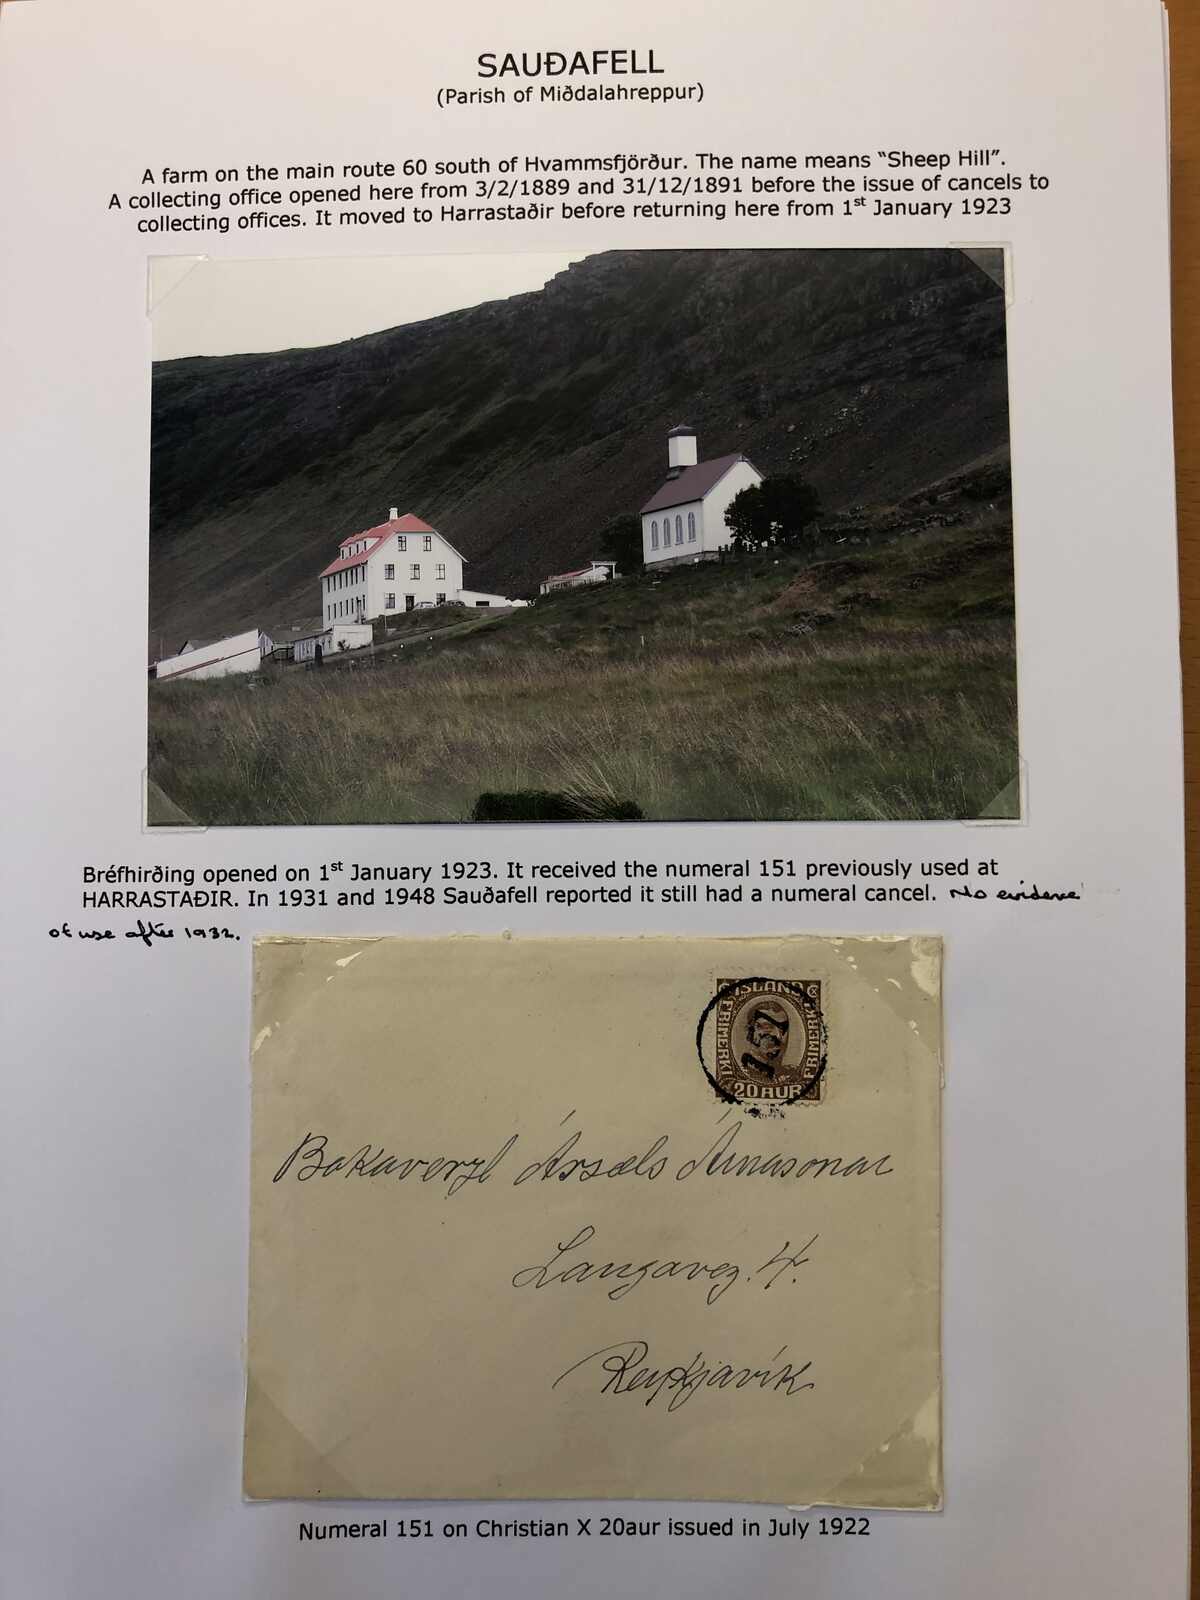 SAUÐAFELL
(Parish of Miðdalahreppur)
A farm on the main route 60 south of Hvammsfjörður. The name means “Sheep Hill”.
A collecting office opened here from 3/2/1889 and 31/12/1891 before the issue of cancels to
collecting offices. It moved to Harrastaðir before returning here from 1st January 1923
Bréfhirðing opened on 1st January 1923. It received the numeral 151 previously used at
HARRASTAÐIR. In 1931 and 1948 Sauðafell reported it still had a numeral cancel. No evidence
of use after 1932.
ÍSLAND
FRIMERKI
FRIMERKI
151
20 AUR
Bokaverzl Ársæls Árnasonar
Laugaveg. 4.
Reykjavík
Numeral 151 on Christian X 20aur issued in July 1922